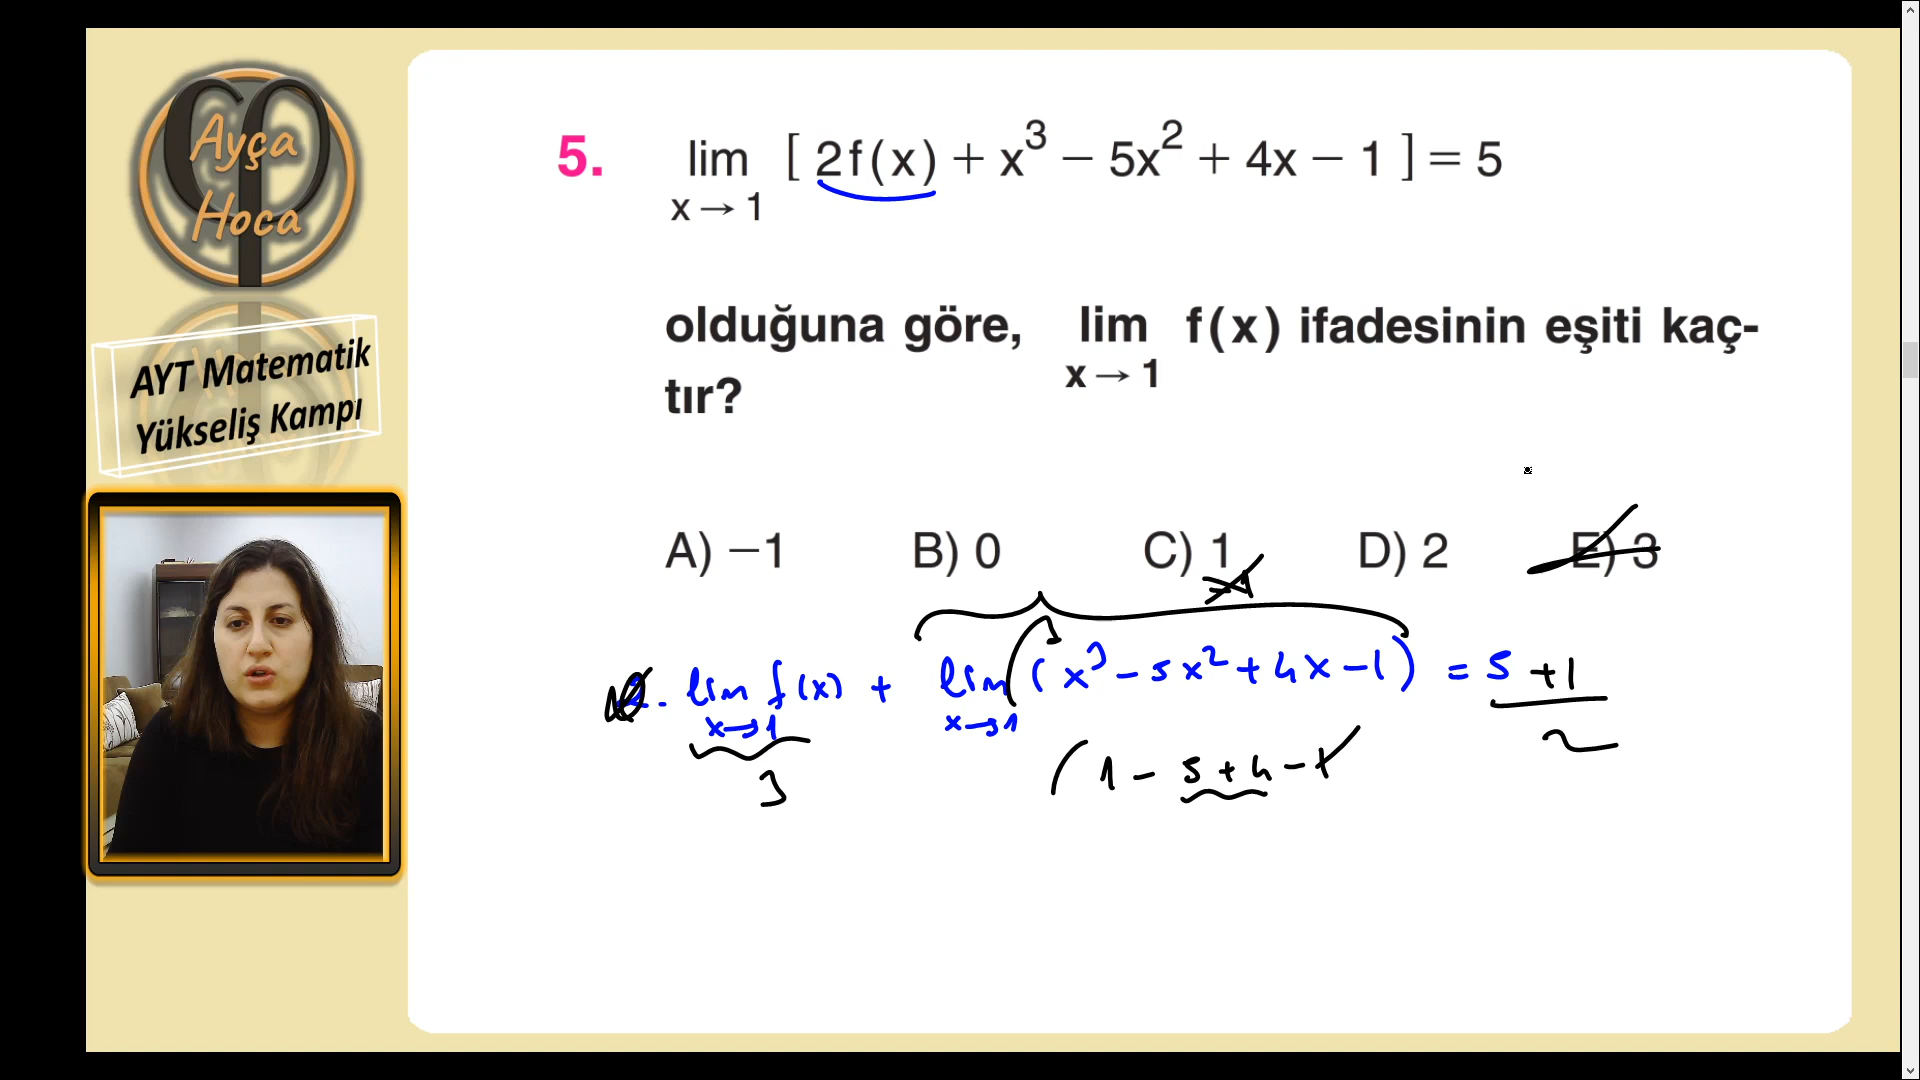 Ayça
Hoca
AYT Matematik
Yükseliş Kampı
5. lim [ 2f(x) + x³ − 5x² + 4x − 1 ] = 5
x → 1
olduğuna göre, lim f(x) ifadesinin eşiti kaç-
x → 1
tır?
A) −1 B) 0 C) 1 D) 2 E) 3
2. lim f(x) + lim (x³ − 5x² + 4x − 1) = 5 + 1
x→1 x→1
3
1 − 5 + 4 − 1
2